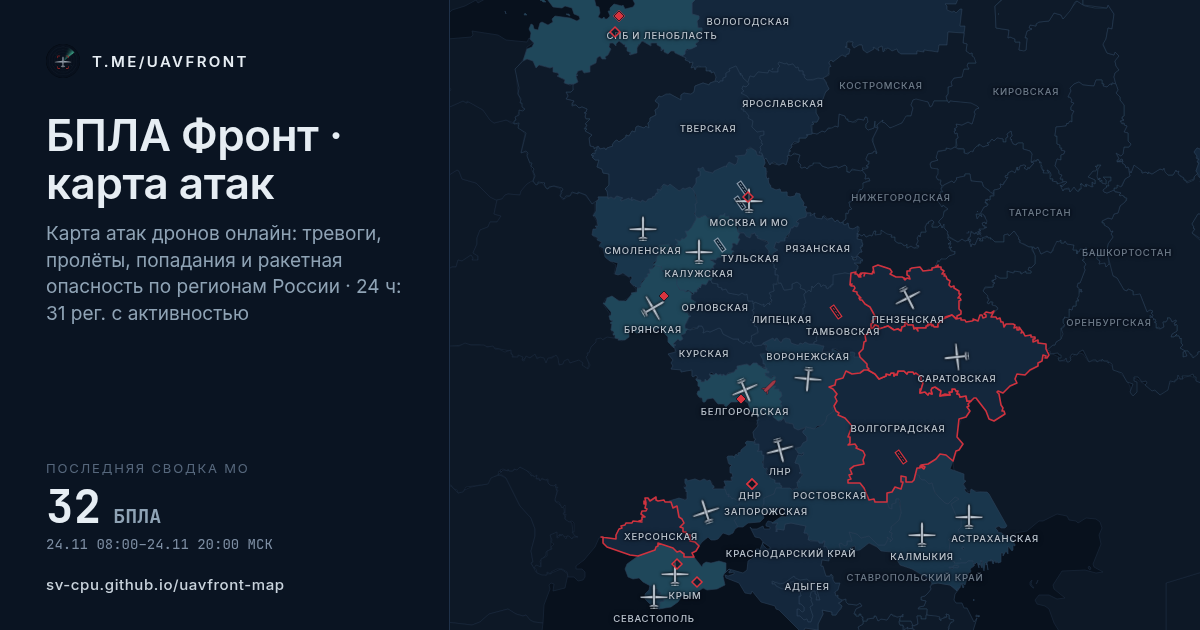 T.ME/UAVFRONT
БПЛА Фронт ·
карта атак
Карта атак дронов онлайн: тревоги,
пролёты, попадания и ракетная
опасность по регионам России · 24 ч:
31 рег. с активностью
ПОСЛЕДНЯЯ СВОДКА МО
32 БПЛА
24.11 08:00–24.11 20:00 МСК
sv-cpu.github.io/uavfront-map
ВОЛОГОДСКАЯ
СПБ И ЛЕНОБЛАСТЬ
КОСТРОМСКАЯ
КИРОВСКАЯ
ЯРОСЛАВСКАЯ
ТВЕРСКАЯ
НИЖЕГОРОДСКАЯ
ТАТАРСТАН
МОСКВА И МО
СМОЛЕНСКАЯ
РЯЗАНСКАЯ
БАШКОРТОСТАН
ТУЛЬСКАЯ
КАЛУЖСКАЯ
ОРЛОВСКАЯ
ЛИПЕЦКАЯ
ПЕНЗЕНСКАЯ
ОРЕНБУРГСКАЯ
БРЯНСКАЯ
ТАМБОВСКАЯ
КУРСКАЯ
ВОРОНЕЖСКАЯ
САРАТОВСКАЯ
БЕЛГОРОДСКАЯ
ВОЛГОГРАДСКАЯ
ЛНР
ДНР
РОСТОВСКАЯ
ЗАПОРОЖСКАЯ
ХЕРСОНСКАЯ
АСТРАХАНСКАЯ
КРАСНОДАРСКИЙ КРАЙ
КАЛМЫКИЯ
СТАВРОПОЛЬСКИЙ КРАЙ
АДЫГЕЯ
КРЫМ
СЕВАСТОПОЛЬ